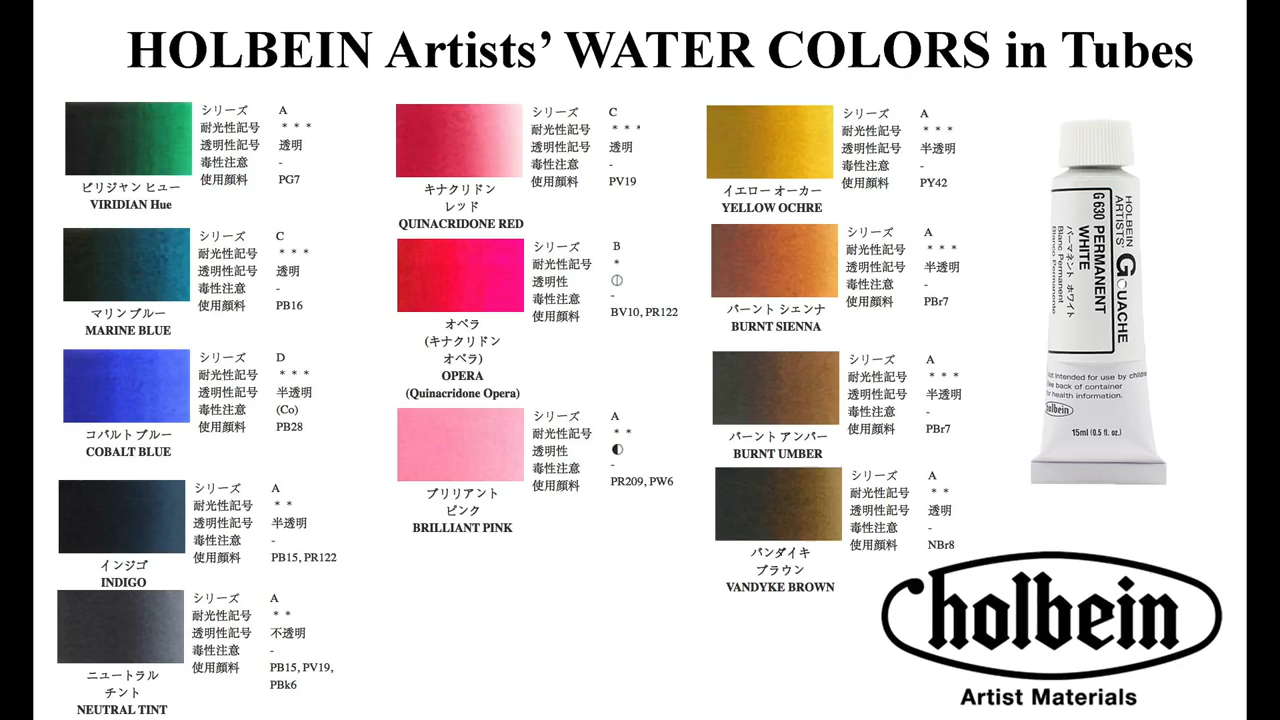 HOLBEIN Artists' WATER COLORS in Tubes
シリーズ A
耐光性記号 ＊＊＊
透明性記号 透明
毒性注意 -
使用顔料 PG7
ビリジャン ヒュー
VIRIDIAN Hue
シリーズ C
耐光性記号 ＊＊＊
透明性記号 透明
毒性注意 -
使用顔料 PB16
マリン ブルー
MARINE BLUE
シリーズ D
耐光性記号 ＊＊＊
透明性記号 半透明
毒性注意 (Co)
使用顔料 PB28
コバルト ブルー
COBALT BLUE
シリーズ A
耐光性記号 ＊＊
透明性記号 半透明
毒性注意 -
使用顔料 PB15, PR122
インジゴ
INDIGO
シリーズ A
耐光性記号 ＊＊
透明性記号 不透明
毒性注意 -
使用顔料 PB15, PV19,
PBk6
ニュートラル
チント
NEUTRAL TINT
シリーズ C
耐光性記号 ＊＊＊
透明性記号 透明
毒性注意 -
使用顔料 PV19
キナクリドン
レッド
QUINACRIDONE RED
シリーズ B
耐光性記号 ＊
透明性
毒性注意 -
使用顔料 BV10, PR122
オペラ
(キナクリドン
オペラ)
OPERA
(Quinacridone Opera)
シリーズ A
耐光性記号 ＊＊
透明性
毒性注意 -
使用顔料 PR209, PW6
ブリリアント
ピンク
BRILLIANT PINK
シリーズ A
耐光性記号 ＊＊＊
透明性記号 半透明
毒性注意 -
使用顔料 PY42
イエロー オーカー
YELLOW OCHRE
シリーズ A
耐光性記号 ＊＊＊
透明性記号 半透明
毒性注意 -
使用顔料 PBr7
バーント シェンナ
BURNT SIENNA
シリーズ A
耐光性記号 ＊＊＊
透明性記号 半透明
毒性注意 -
使用顔料 PBr7
バーント アンバー
BURNT UMBER
シリーズ A
耐光性記号 ＊＊
透明性記号 透明
毒性注意 -
使用顔料 NBr8
バンダイキ
ブラウン
VANDYKE BROWN
HOLBEIN
ARTISTS'
GOUACHE
G 630 PERMANENT
WHITE
パーマネント ホワイト
Blanc Permanent
Blanco Permanente
not intended for use by children
See back of container
for health information.
holbein
15ml (0.5 fl. oz.)
holbein
Artist Materials